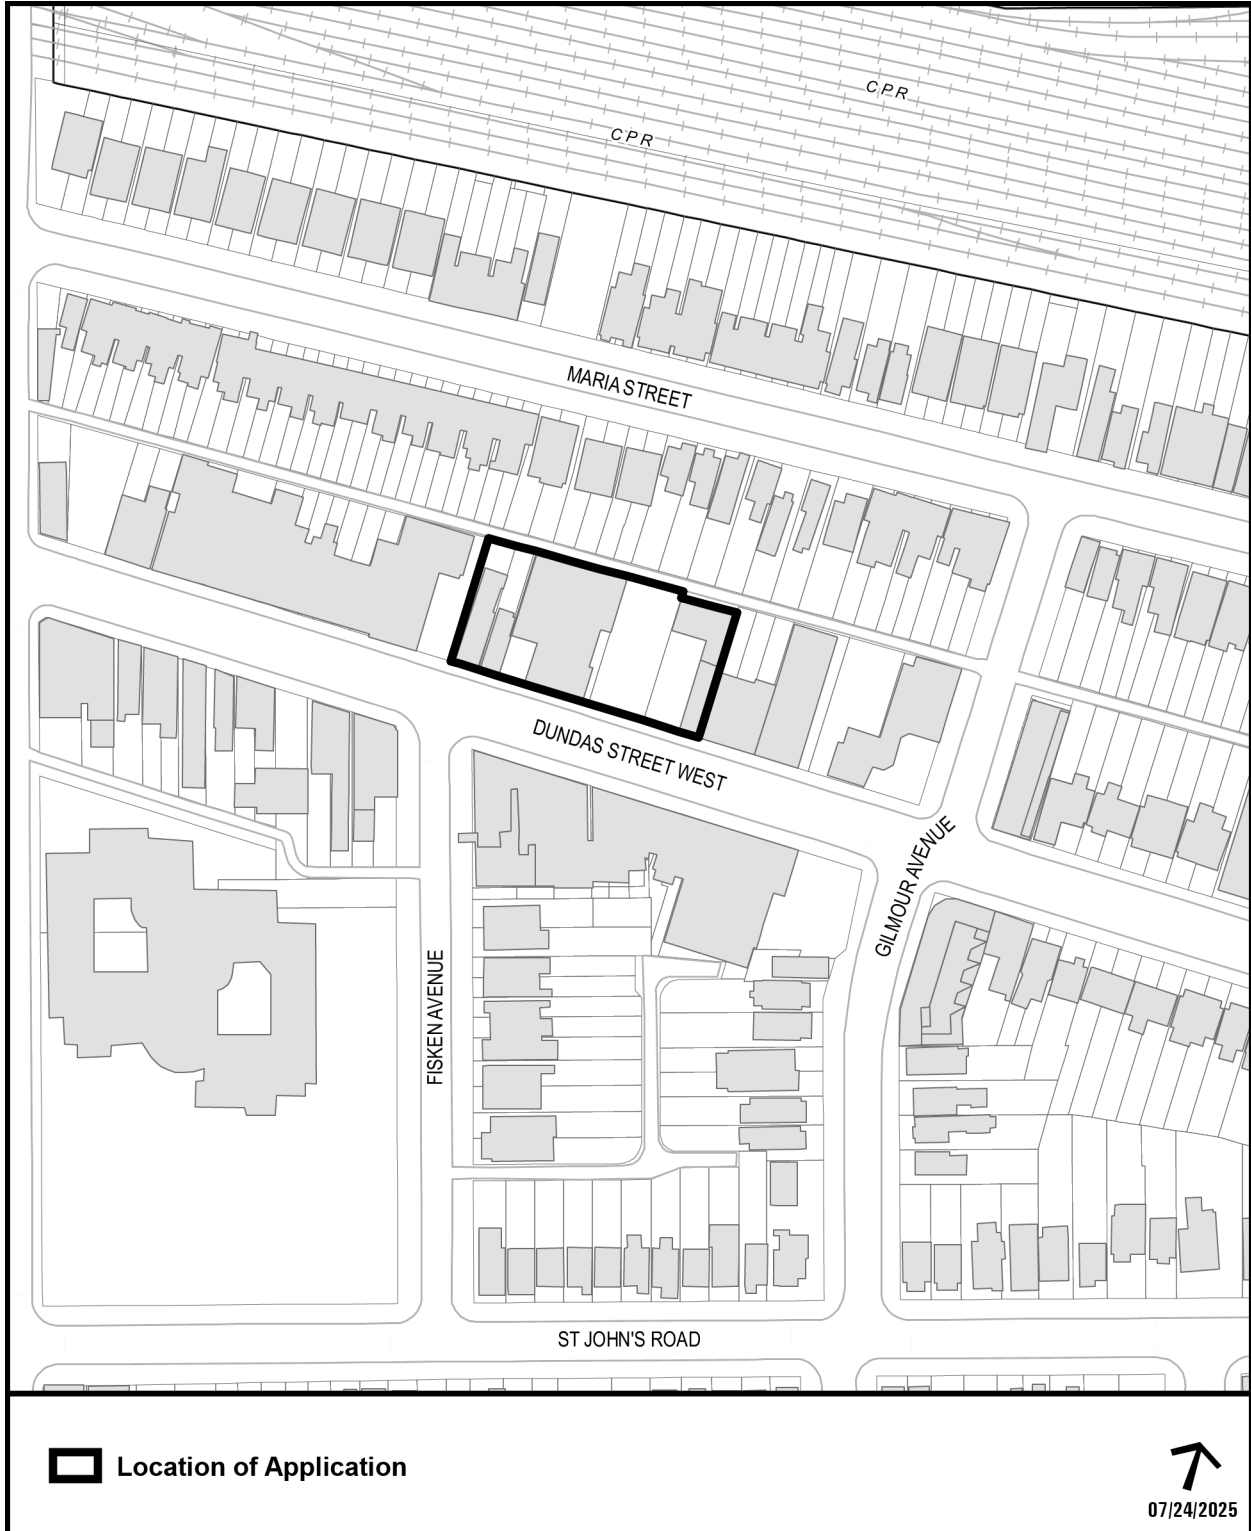 CPR
CPR
MARIA STREET
DUNDAS STREET WEST
GILMOUR AVENUE
FISKEN AVENUE
ST JOHN'S ROAD
Location of Application
07/24/2025